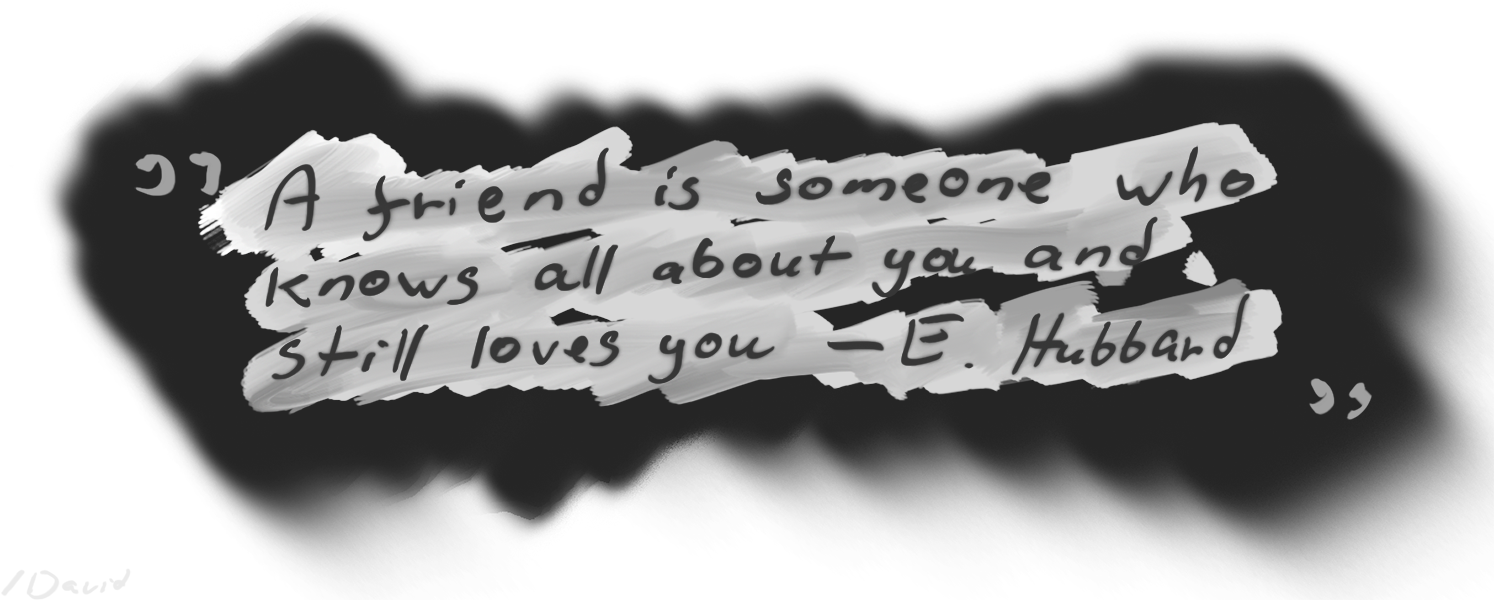 ”A friend is someone who
knows all about you and
still loves you — E. Hubbard
”
/David